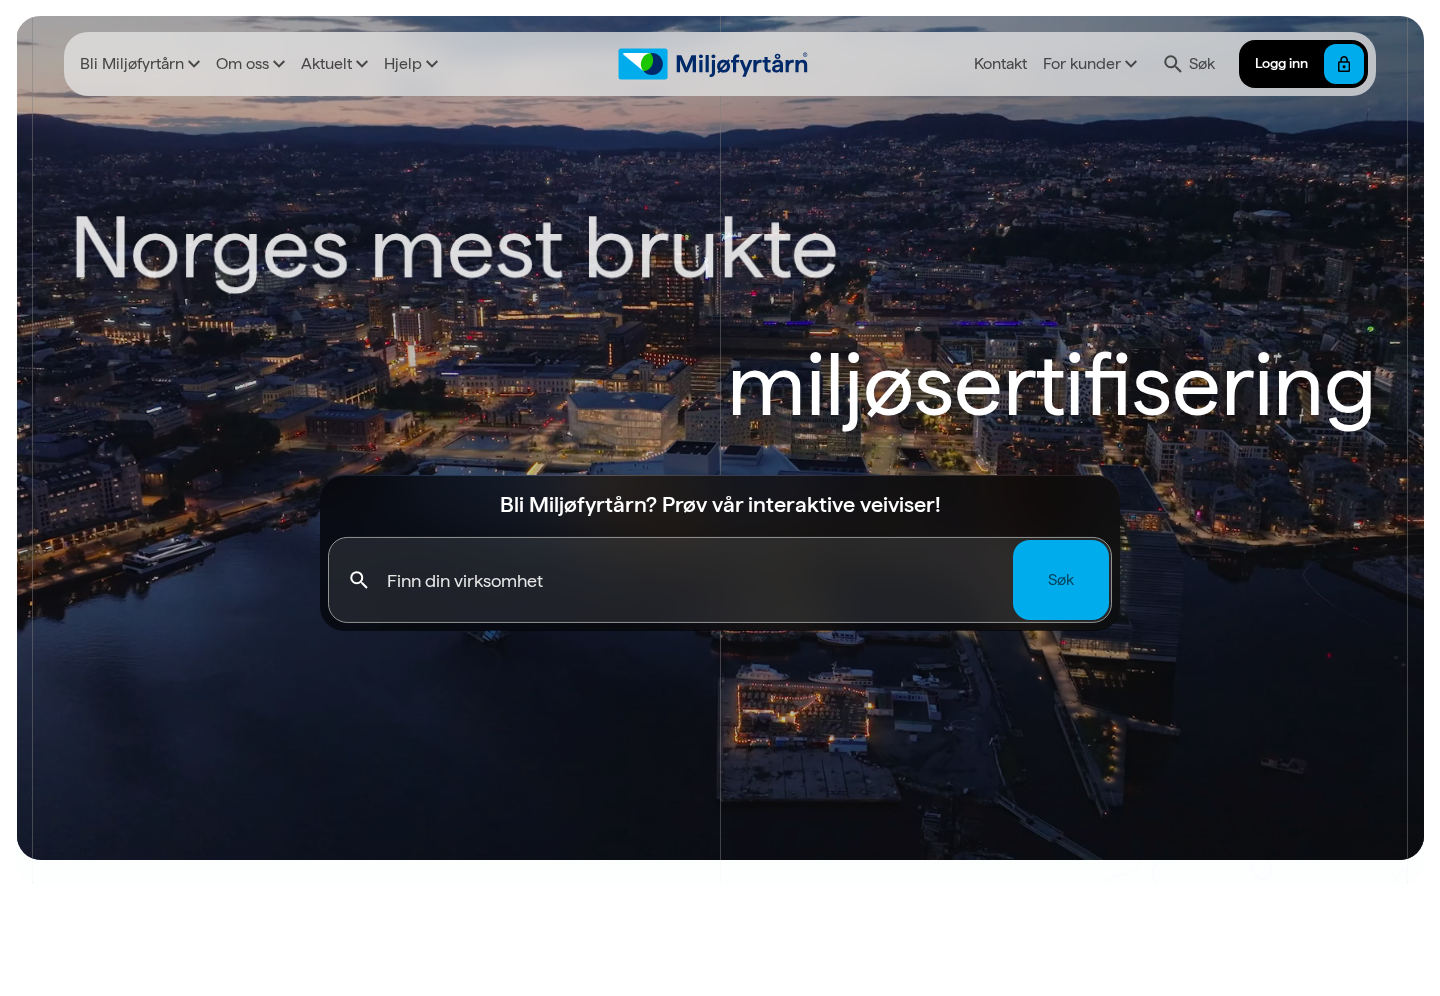 Bli Miljøfyrtårn Om oss Aktuelt Hjelp Miljøfyrtårn® Kontakt For kunder Søk Logg inn
Norges mest brukte
miljøsertifisering
Bli Miljøfyrtårn? Prøv vår interaktive veiviser!
Finn din virksomhet Søk